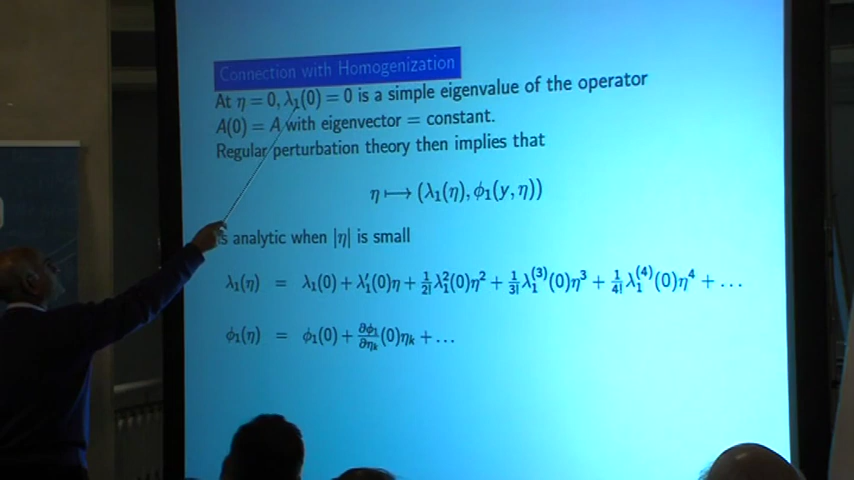 Connection with Homogenization
At η = 0, λ₁(0) = 0 is a simple eigenvalue of the operator
A(0) = A with eigenvector = constant.
Regular perturbation theory then implies that
η ⟼ (λ₁(η), ϕ₁(y, η))
is analytic when |η| is small
λ₁(η) = λ₁(0) + λ₁′(0)η + 1/2! λ₁²(0)η² + 1/3! λ₁⁽³⁾(0)η³ + 1/4! λ₁⁽⁴⁾(0)η⁴ + …
ϕ₁(η) = ϕ₁(0) + ∂ϕ₁/∂ηₖ (0)ηₖ + …